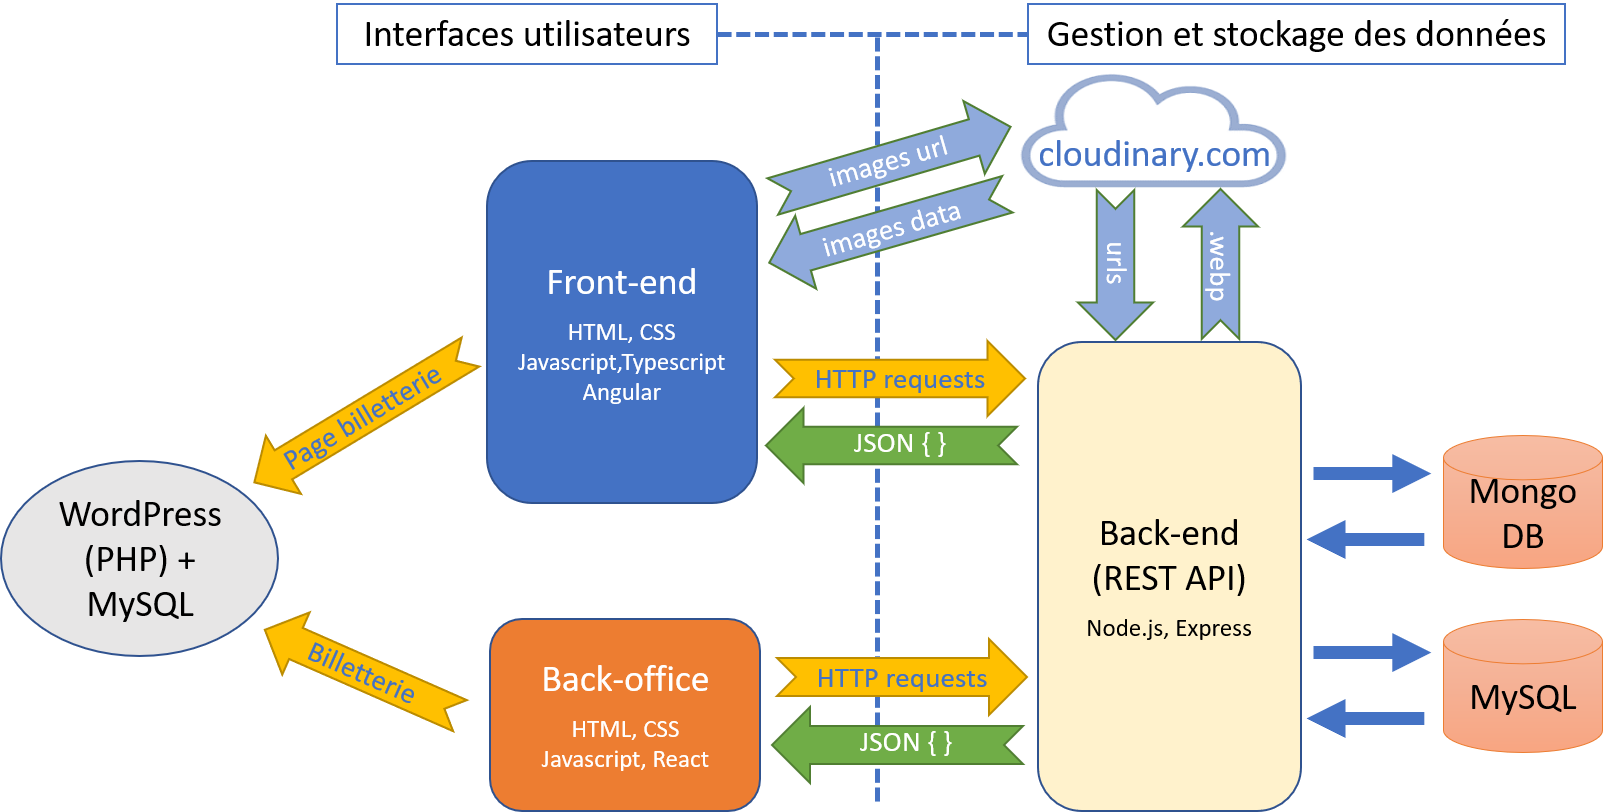 Interfaces utilisateurs
Gestion et stockage des données
cloudinary.com
images url
images data
urls
.webp
Front-end
HTML, CSS
Javascript,Typescript
Angular
HTTP requests
JSON { }
Page billetterie
WordPress
(PHP) +
MySQL
Billetterie
Back-office
HTML, CSS
Javascript, React
HTTP requests
JSON { }
Back-end
(REST API)
Node.js, Express
Mongo
DB
MySQL